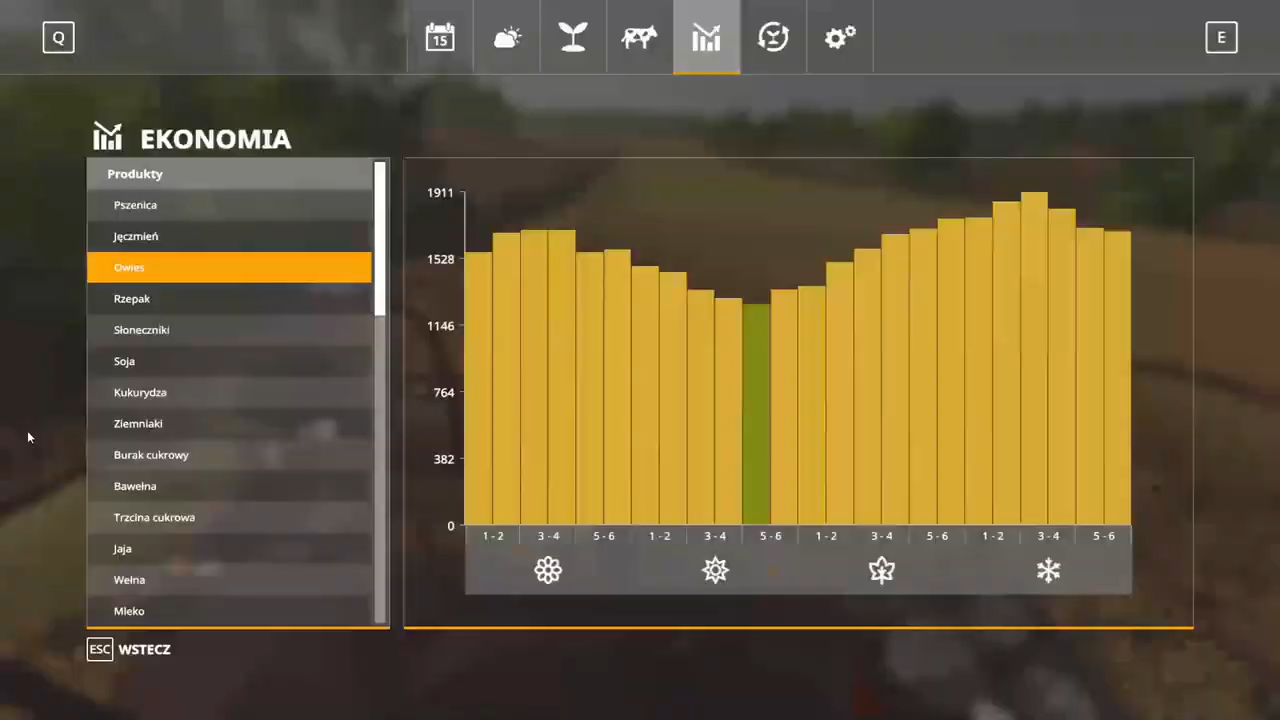 Q
15
E
EKONOMIA
Produkty
Pszenica
Jęczmień
Owies
Rzepak
Słoneczniki
Soja
Kukurydza
Ziemniaki
Burak cukrowy
Bawełna
Trzcina cukrowa
Jaja
Wełna
Mleko
1911
1528
1146
764
382
0
1 - 2 3 - 4 5 - 6 1 - 2 3 - 4 5 - 6 1 - 2 3 - 4 5 - 6 1 - 2 3 - 4 5 - 6
ESC WSTECZ